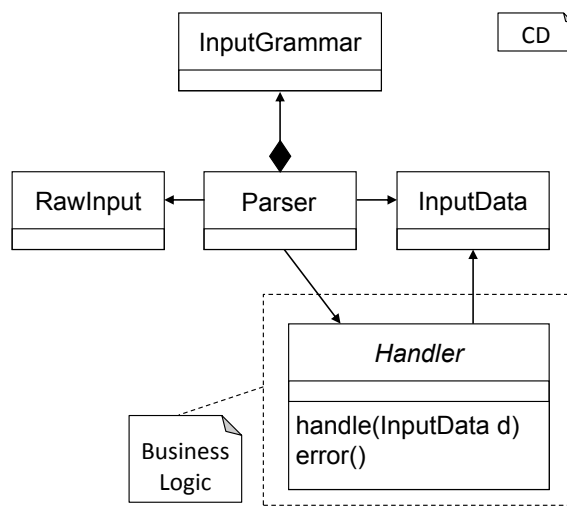 InputGrammar
CD
RawInput
Parser
InputData
Handler
handle(InputData d)
error()
Business
Logic